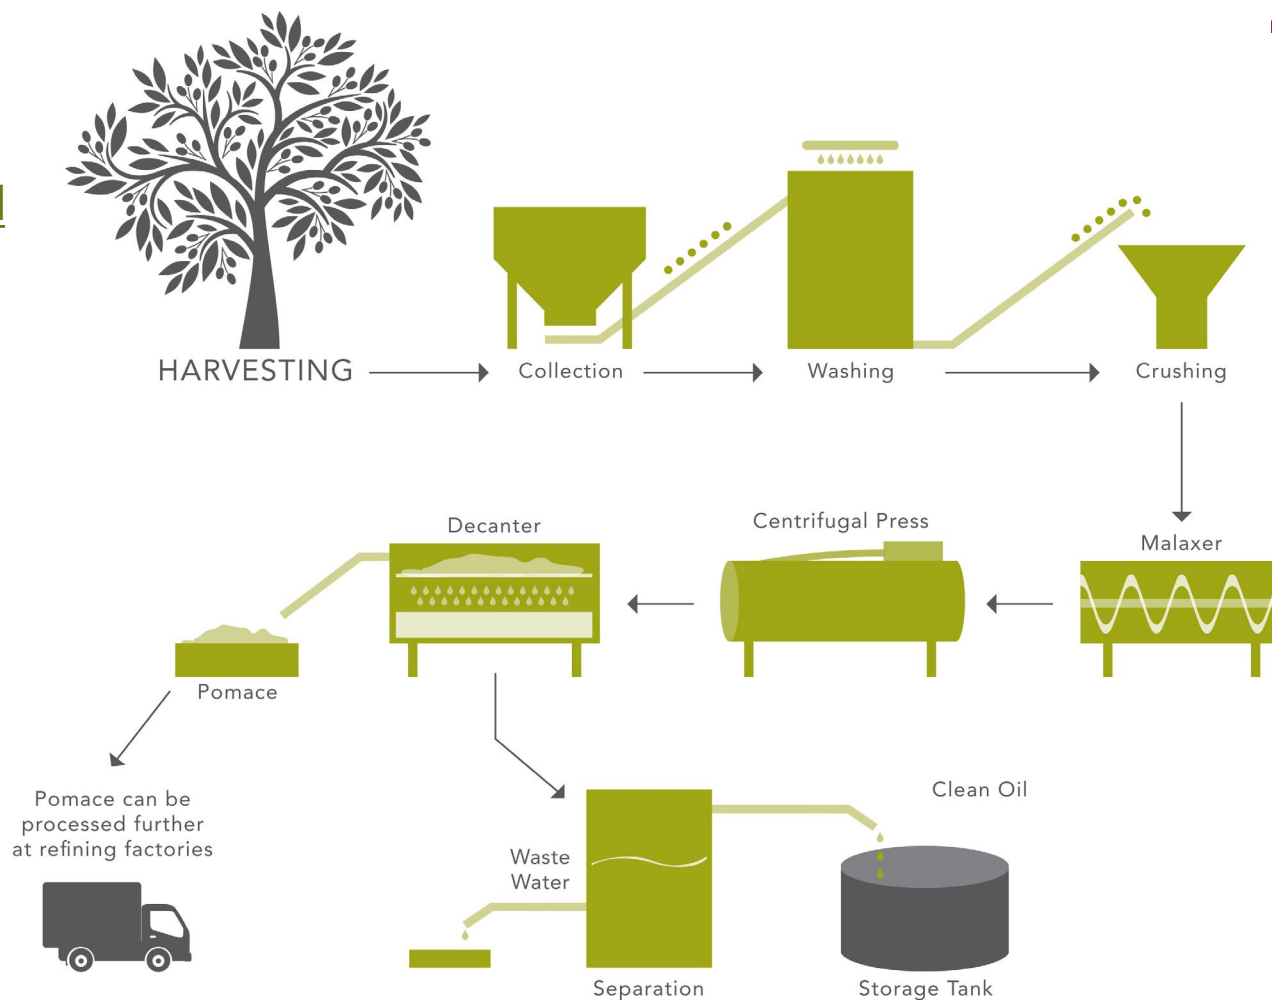 HARVESTING
Collection
Washing
Crushing
Decanter
Centrifugal Press
Malaxer
Pomace
Pomace can be
processed further
at refining factories
Clean Oil
Waste
Water
Separation
Storage Tank